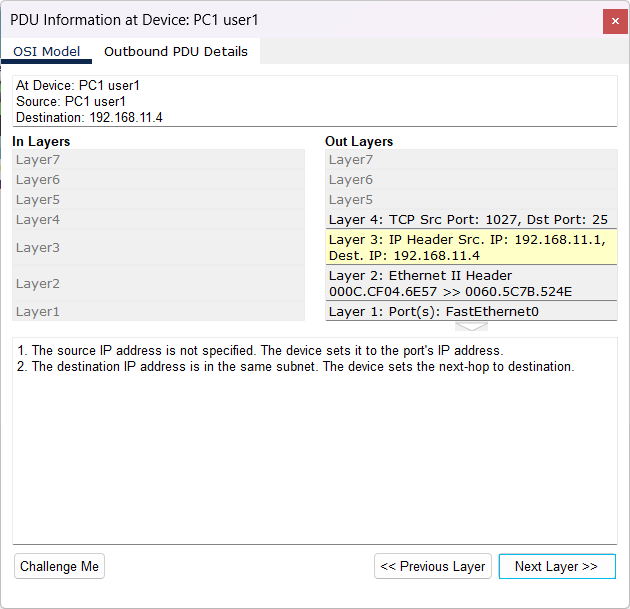 PDU Information at Device: PC1 user1
OSI Model
Outbound PDU Details
At Device: PC1 user1
Source: PC1 user1
Destination: 192.168.11.4
In Layers
Layer7
Layer6
Layer5
Layer4
Layer3
Layer2
Layer1
Out Layers
Layer7
Layer6
Layer5
Layer 4: TCP Src Port: 1027, Dst Port: 25
Layer 3: IP Header Src. IP: 192.168.11.1,
Dest. IP: 192.168.11.4
Layer 2: Ethernet II Header
000C.CF04.6E57 >> 0060.5C7B.524E
Layer 1: Port(s): FastEthernet0
1. The source IP address is not specified. The device sets it to the port's IP address.
2. The destination IP address is in the same subnet. The device sets the next-hop to destination.
Challenge Me
<< Previous Layer
Next Layer >>